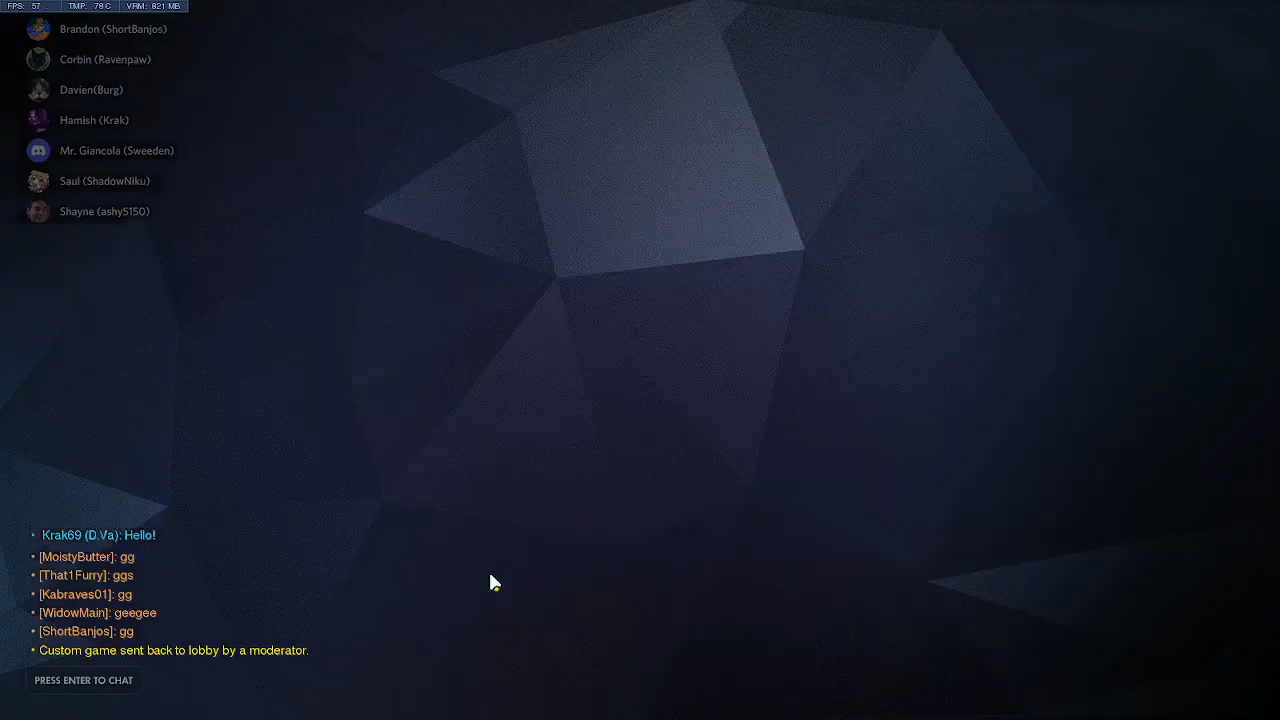 FPS: 57 TMP: 78C VRM: 821 MB
Brandon (ShortBanjos)
Corbin (Ravenpaw)
Davien(Burg)
Hamish (Krak)
Mr. Giancola (Sweeden)
Saul (ShadowNiku)
Shayne (ashy5150)
• Krak69 (D.Va): Hello!
• [MoistyButter]: gg
• [That1Furry]: ggs
• [Kabraves01]: gg
• [WidowMain]: geegee
• [ShortBanjos]: gg
• Custom game sent back to lobby by a moderator.
PRESS ENTER TO CHAT